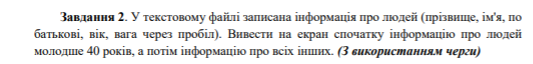 Завдання 2. У текстовому файлі записана інформація про людей (прізвище, ім'я, по
батькові, вік, вага через пробіл). Вивести на екран спочатку інформацію про людей
молодше 40 років, а потім інформацію про всіх інших. (З використанням черги)